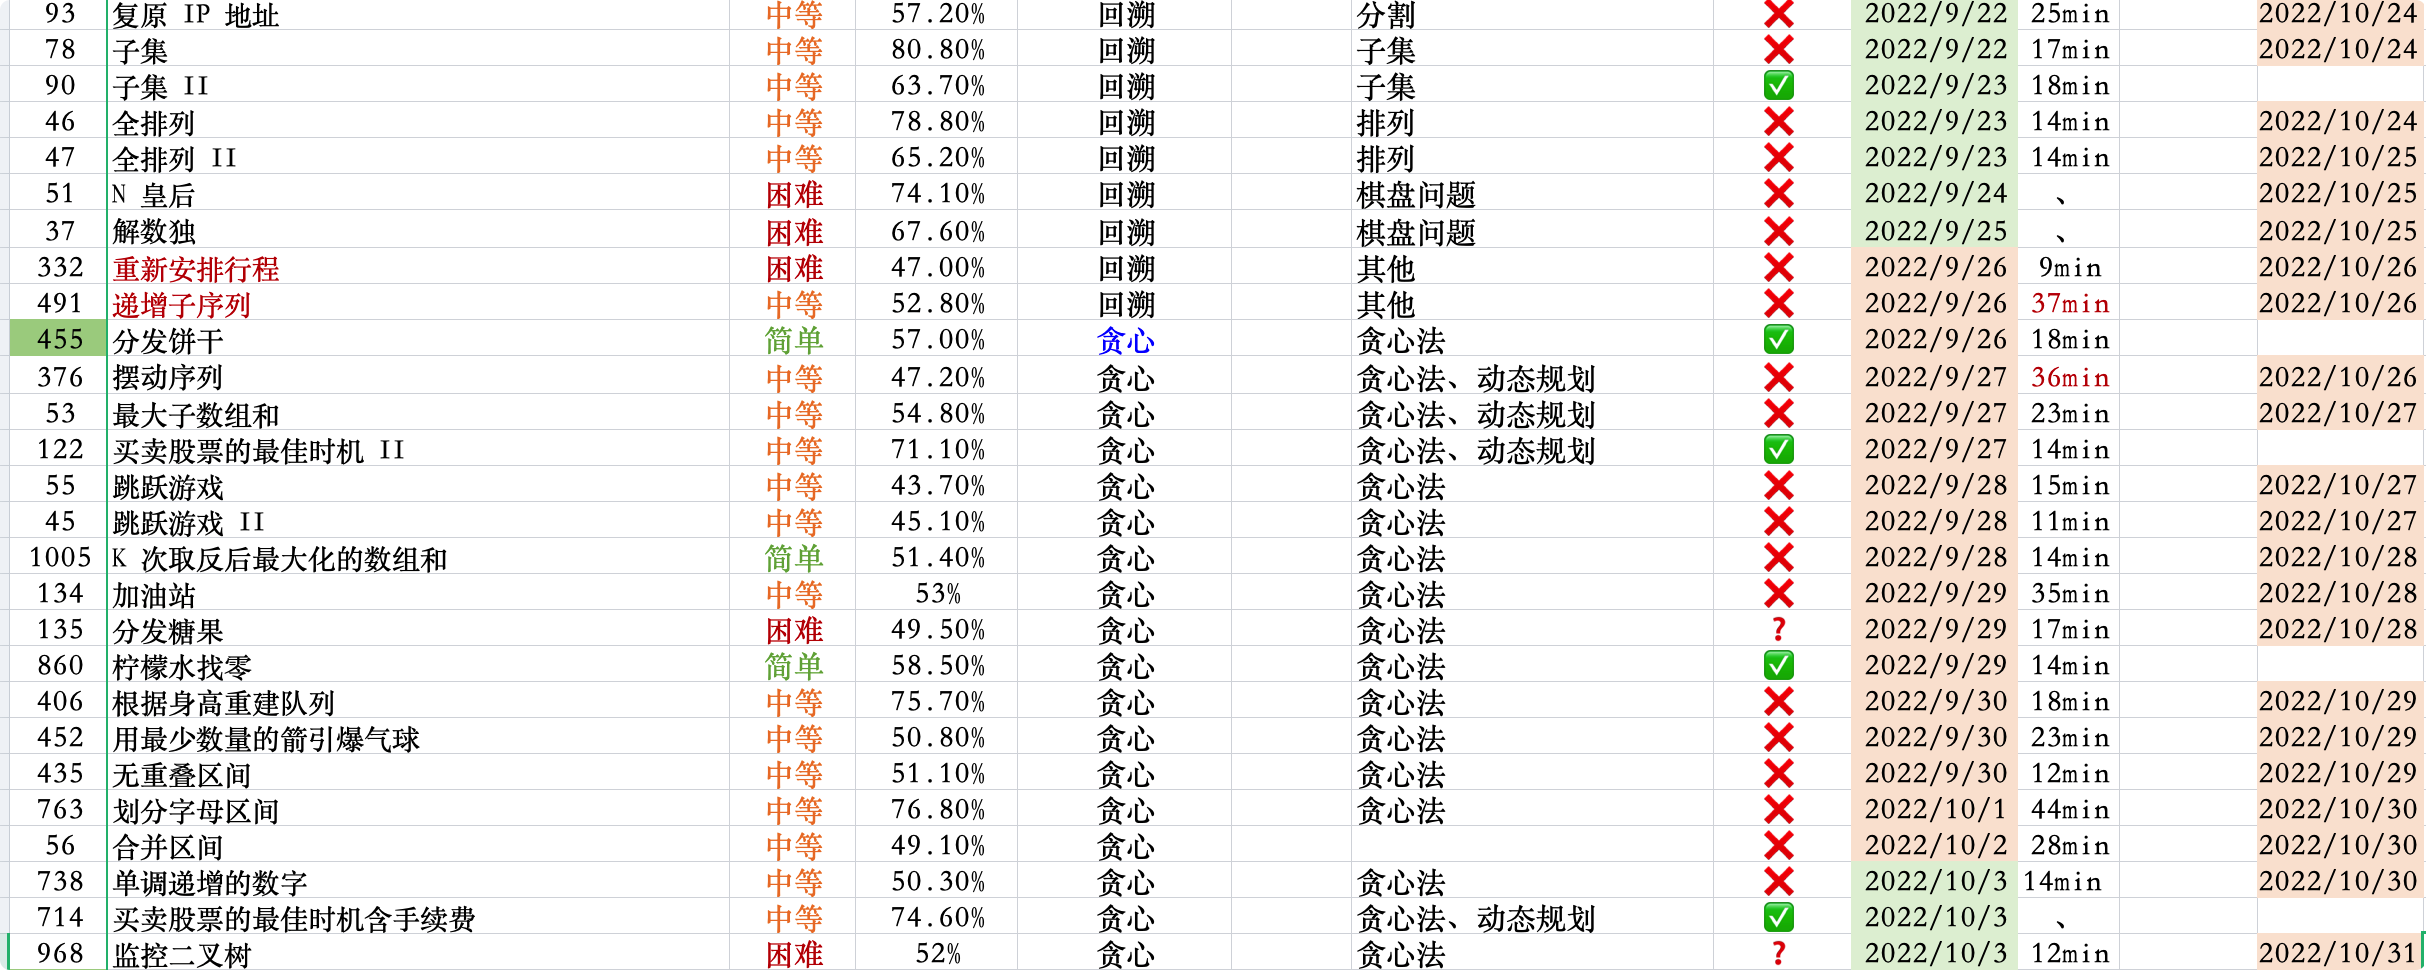 93 复原 IP 地址 中等 57.20% 回溯 分割 ❌ 2022/9/22 25min 2022/10/24
78 子集 中等 80.80% 回溯 子集 ❌ 2022/9/22 17min 2022/10/24
90 子集 II 中等 63.70% 回溯 子集 ✅ 2022/9/23 18min
46 全排列 中等 78.80% 回溯 排列 ❌ 2022/9/23 14min 2022/10/24
47 全排列 II 中等 65.20% 回溯 排列 ❌ 2022/9/23 14min 2022/10/25
51 N 皇后 困难 74.10% 回溯 棋盘问题 ❌ 2022/9/24 、 2022/10/25
37 解数独 困难 67.60% 回溯 棋盘问题 ❌ 2022/9/25 、 2022/10/25
332 重新安排行程 困难 47.00% 回溯 其他 ❌ 2022/9/26 9min 2022/10/26
491 递增子序列 中等 52.80% 回溯 其他 ❌ 2022/9/26 37min 2022/10/26
455 分发饼干 简单 57.00% 贪心 贪心法 ✅ 2022/9/26 18min
376 摆动序列 中等 47.20% 贪心 贪心法、动态规划 ❌ 2022/9/27 36min 2022/10/26
53 最大子数组和 中等 54.80% 贪心 贪心法、动态规划 ❌ 2022/9/27 23min 2022/10/27
122 买卖股票的最佳时机 II 中等 71.10% 贪心 贪心法、动态规划 ✅ 2022/9/27 14min
55 跳跃游戏 中等 43.70% 贪心 贪心法 ❌ 2022/9/28 15min 2022/10/27
45 跳跃游戏 II 中等 45.10% 贪心 贪心法 ❌ 2022/9/28 11min 2022/10/27
1005 K 次取反后最大化的数组和 简单 51.40% 贪心 贪心法 ❌ 2022/9/28 14min 2022/10/28
134 加油站 中等 53% 贪心 贪心法 ❌ 2022/9/29 35min 2022/10/28
135 分发糖果 困难 49.50% 贪心 贪心法 ❓ 2022/9/29 17min 2022/10/28
860 柠檬水找零 简单 58.50% 贪心 贪心法 ✅ 2022/9/29 14min
406 根据身高重建队列 中等 75.70% 贪心 贪心法 ❌ 2022/9/30 18min 2022/10/29
452 用最少数量的箭引爆气球 中等 50.80% 贪心 贪心法 ❌ 2022/9/30 23min 2022/10/29
435 无重叠区间 中等 51.10% 贪心 贪心法 ❌ 2022/9/30 12min 2022/10/29
763 划分字母区间 中等 76.80% 贪心 贪心法 ❌ 2022/10/1 44min 2022/10/30
56 合并区间 中等 49.10% 贪心 ❌ 2022/10/2 28min 2022/10/30
738 单调递增的数字 中等 50.30% 贪心 贪心法 ❌ 2022/10/3 14min 2022/10/30
714 买卖股票的最佳时机含手续费 中等 74.60% 贪心 贪心法、动态规划 ✅ 2022/10/3 、
968 监控二叉树 困难 52% 贪心 贪心法 ❓ 2022/10/3 12min 2022/10/31